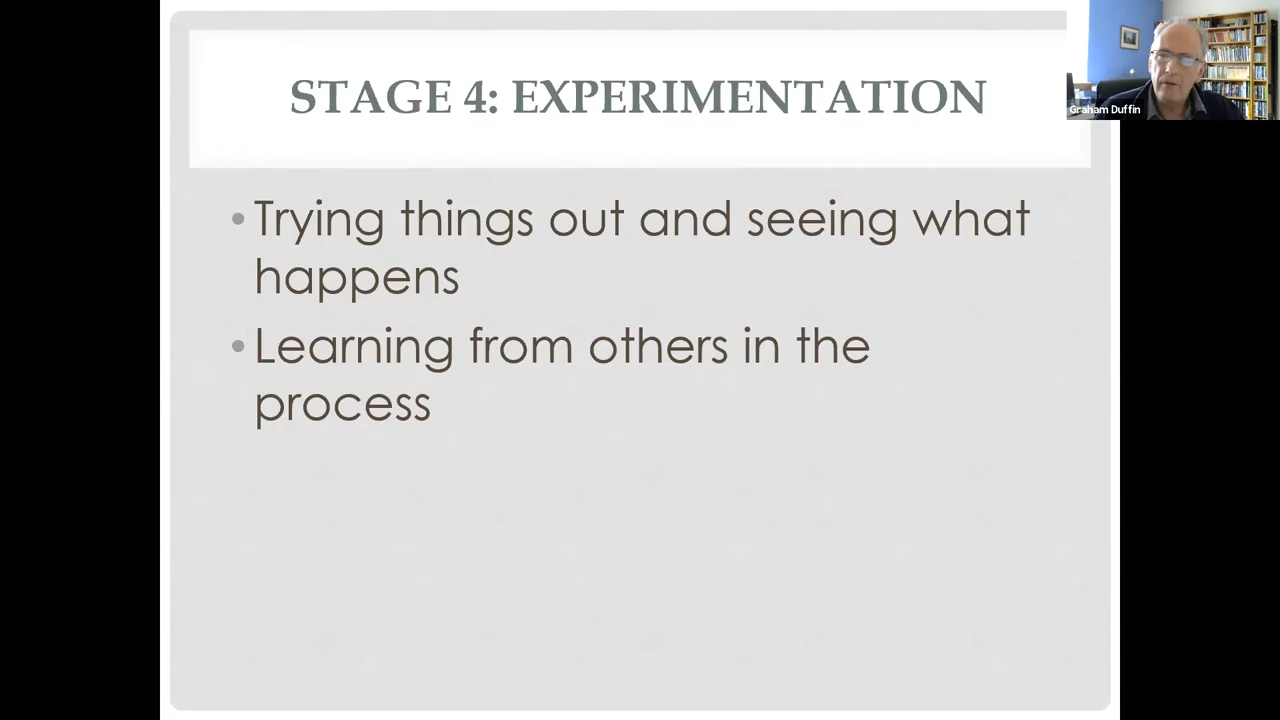 STAGE 4: EXPERIMENTATION
Graham Duffin
• Trying things out and seeing what
happens
• Learning from others in the
process